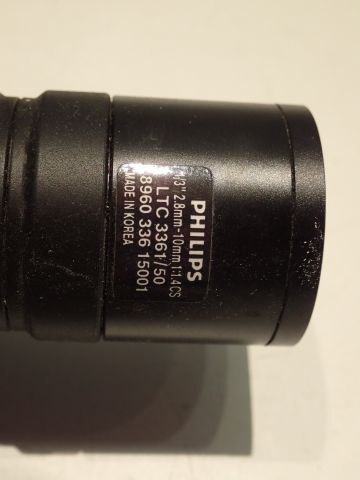 PHILIPS
1/3" 2.8mm-10mm 1:1.4 CS
LTC 3361/50
8960 336 15001
MADE IN KOREA